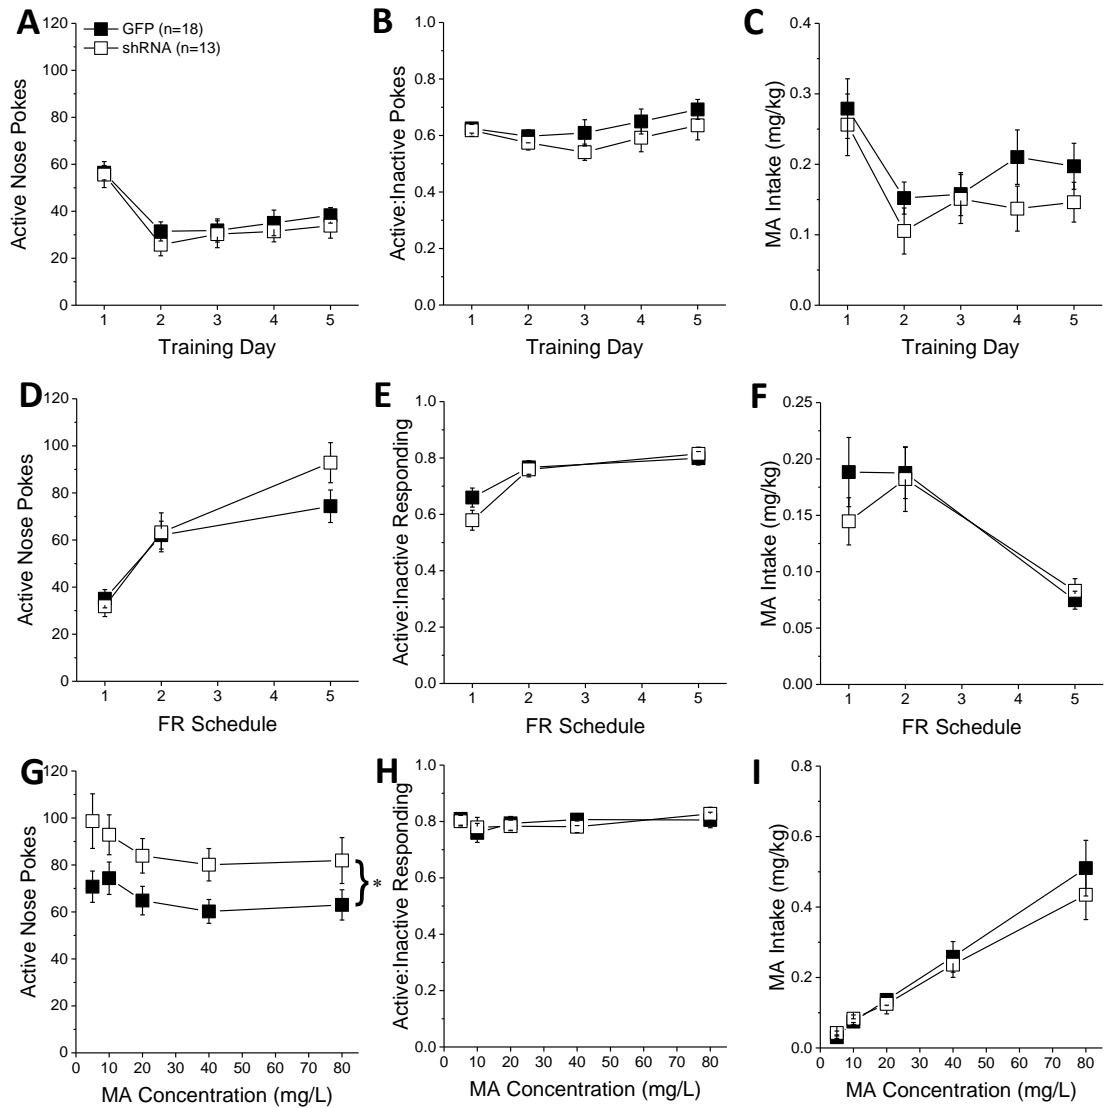 A
GFP (n=18)
shRNA (n=13)
120
100
80
60
40
20
0
Active Nose Pokes
1 2 3 4 5
Training Day
B
1.0
0.8
0.6
0.4
0.2
0.0
Active:Inactive Pokes
1 2 3 4 5
Training Day
C
0.4
0.3
0.2
0.1
0.0
MA Intake (mg/kg)
1 2 3 4 5
Training Day
D
120
100
80
60
40
20
0
Active Nose Pokes
1 2 3 4 5
FR Schedule
E
1.0
0.8
0.6
0.4
0.2
0.0
Active:Inactive Responding
1 2 3 4 5
FR Schedule
F
0.25
0.20
0.15
0.10
0.05
0.00
MA Intake (mg/kg)
1 2 3 4 5
FR Schedule
G
120
100
80
60
40
20
0
Active Nose Pokes
} *
0 10 20 30 40 50 60 70 80
MA Concentration (mg/L)
H
1.0
0.8
0.6
0.4
0.2
0.0
Active:Inactive Responding
0 10 20 30 40 50 60 70 80
MA Concentration (mg/L)
I
0.8
0.6
0.4
0.2
0.0
MA Intake (mg/kg)
0 10 20 30 40 50 60 70 80
MA Concentration (mg/L)